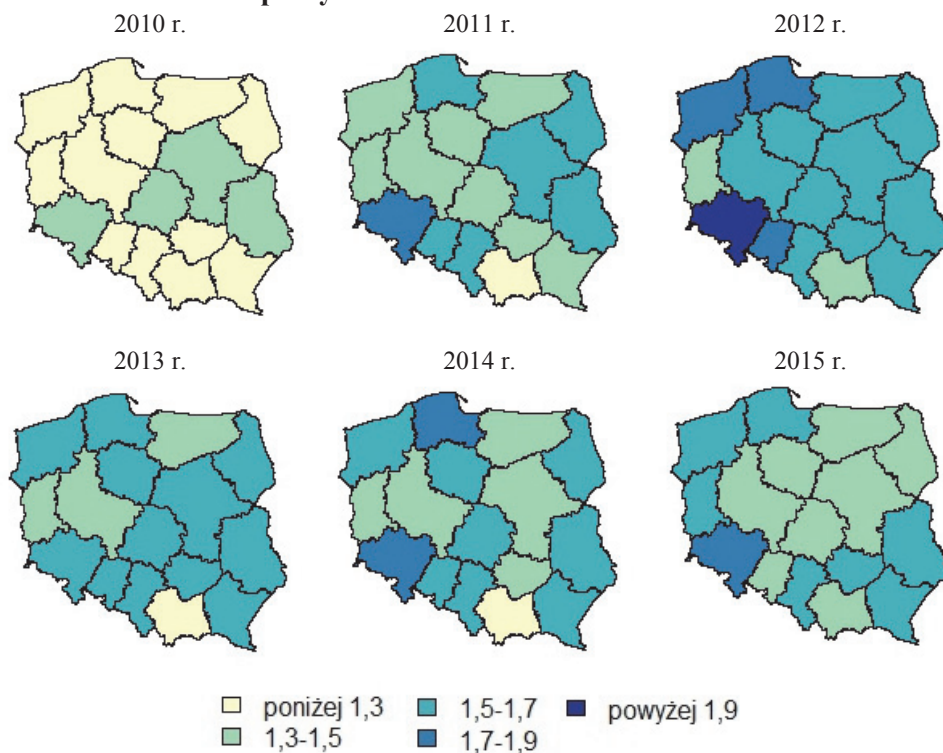 2010 r. 2011 r. 2012 r.
2013 r. 2014 r. 2015 r.
poniżej 1,3 1,5-1,7 powyżej 1,9
1,3-1,5 1,7-1,9